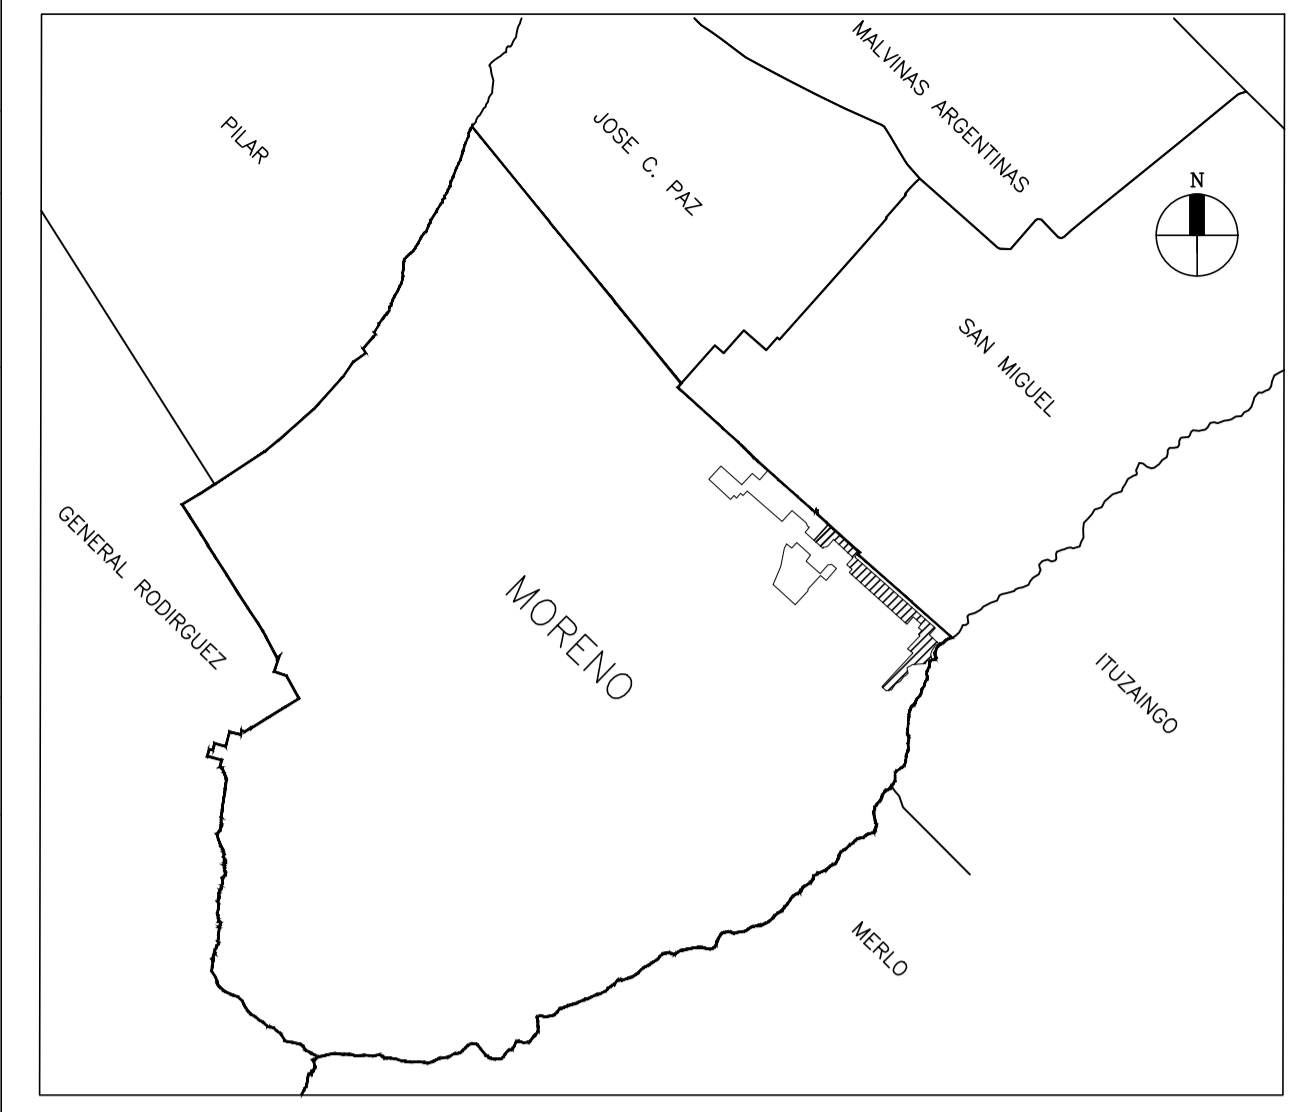 MALVINAS ARGENTINAS
PILAR
JOSE C. PAZ
N
SAN MIGUEL
GENERAL RODIRGUEZ
MORENO
ITUZAINGO
MERLO